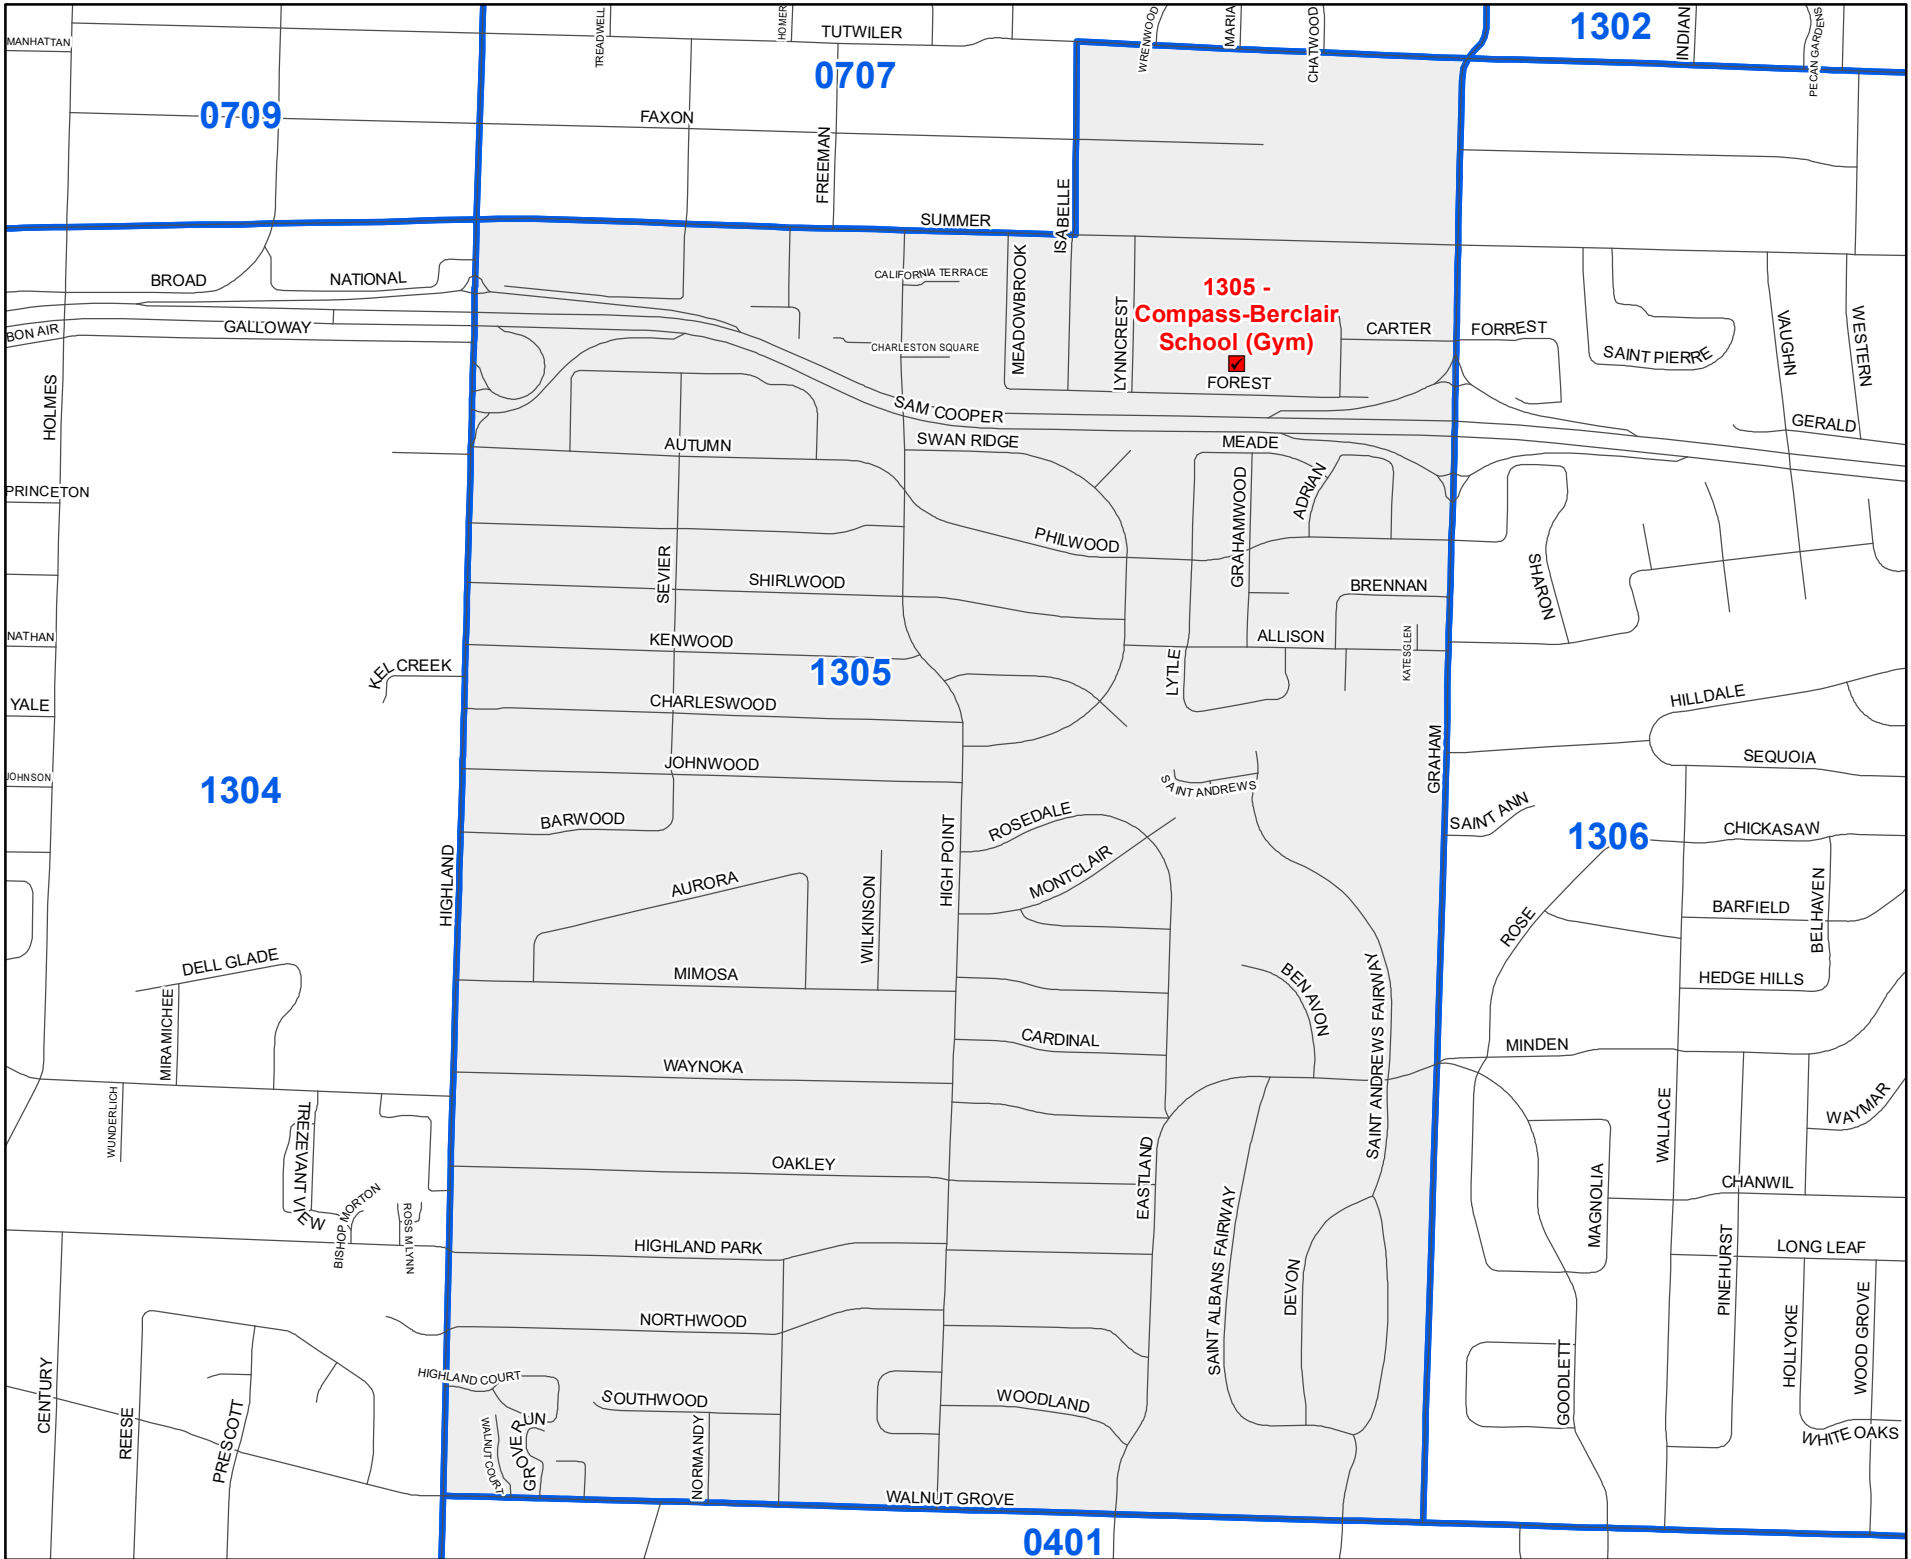 MANHATTAN
TREADWELL
HOMER
TUTWILER
WRENWOOD
MARIA
CHATWOOD
1302
INDIAN
PECAN GARDENS
0707
0709
FAXON
FREEMAN
ISABELLE
SUMMER
BROAD
NATIONAL
CALIFORNIA TERRACE
MEADOWBROOK
1305 -
Compass-Berclair
School (Gym)
LYNNCREST
CARTER
FORREST
SAINT PIERRE
VAUGHN
WESTERN
BON AIR
GALLOWAY
CHARLESTON SQUARE
FOREST
HOLMES
SAM COOPER
GERALD
AUTUMN
SWAN RIDGE
MEADE
PRINCETON
GRAHAMWOOD
ADRIAN
PHILWOOD
SEVIER
SHIRLWOOD
BRENNAN
SHARON
NATHAN
KENWOOD
ALLISON
KATESGLEN
KEL CREEK
1305
LYTLE
YALE
CHARLESWOOD
HILLDALE
GRAHAM
JOHNSON
JOHNWOOD
SEQUOIA
1304
SAINT ANDREWS
BARWOOD
ROSEDALE
SAINT ANN
1306
CHICKASAW
HIGHLAND
HIGH POINT
MONTCLAIR
AURORA
WILKINSON
BARFIELD
BELHAVEN
ROSE
DELL GLADE
MIMOSA
BEN AVON
SAINT ANDREWS FAIRWAY
HEDGE HILLS
MIRAMICHEE
CARDINAL
MINDEN
WAYNOKA
WUNDERLICH
TREZEVANT VIEW
WALLACE
WAYMAR
OAKLEY
EASTLAND
CHANWIL
BISHOP MORTON
ROSS M LYNN
SAINT ALBANS FAIRWAY
MAGNOLIA
HIGHLAND PARK
DEVON
PINEHURST
LONG LEAF
NORTHWOOD
HOLLYOKE
WOOD GROVE
CENTURY
HIGHLAND COURT
SOUTHWOOD
WOODLAND
GOODLETT
REESE
PRESCOTT
WALNUT COURT
GROVE RUN
NORMANDY
WHITE OAKS
WALNUT GROVE
0401